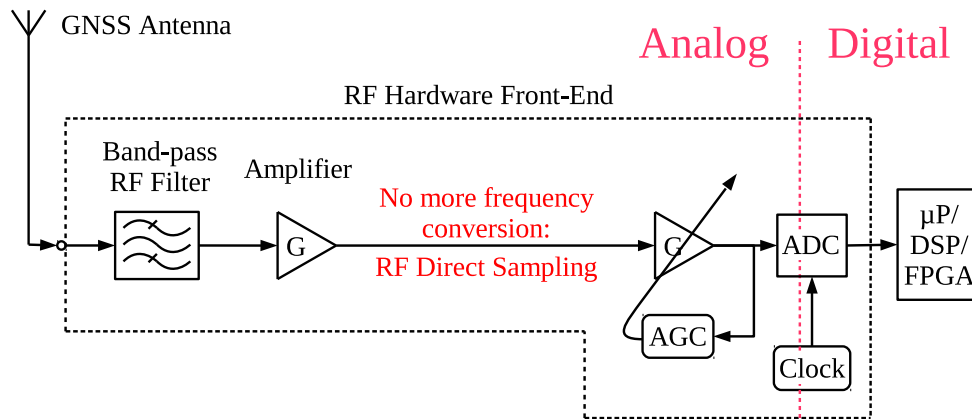 GNSS Antenna
Analog
Digital
RF Hardware Front-End
Band-pass
RF Filter
Amplifier
No more frequency
conversion:
RF Direct Sampling
G
G
ADC
µP/
DSP/
FPGA
AGC
Clock